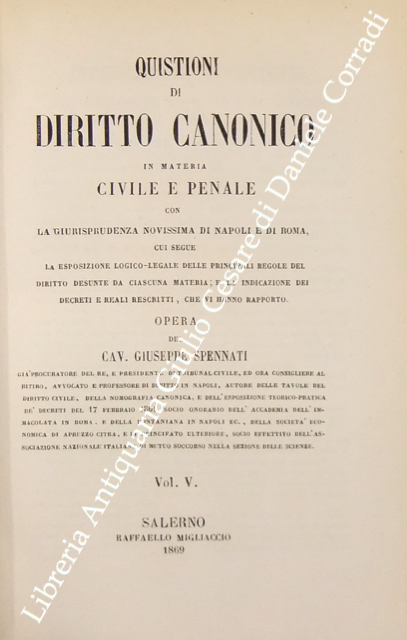 QUISTIONI
DI
DIRITTO CANONICO
IN MATERIA
CIVILE E PENALE
CON
LA GIURISPRUDENZA NOVISSIMA DI NAPOLI E DI ROMA,
CUI SEGUE
LA ESPOSIZIONE LOGICO-LEGALE DELLE PRINCIPALI REGOLE DEL
DIRITTO DESUNTE DA CIASCUNA MATERIA; E LE INDICAZIONE DEI
DECRETI E REALI RESCRITTI, CHE VI HANNO RAPPORTO.
OPERA
DEL
CAV. GIUSEPPE SPENNATI
GIÀ PROCURATORE DEL RE, E PRESIDENTE DI TRIBUNAL CIVILE, ED ORA CONSIGLIERE AL
RITIRO, AVVOCATO E PROFESSORE DI DRITTO IN NAPOLI, AUTORE DELLE TAVOLE DEL
DIRITTO CIVILE, DELLA NOMOGRAFIA CANONICA, E DELL'ESPOSIZIONE TEORICO-PRATICA
DE' DECRETI DEL 17 FEBBRAIO SOCIO ONORARIO DELL' ACCADEMIA DELL'IM-
MACOLATA IN ROMA, E DELLA PONTANIANA IN NAPOLI EC., DELLA SOCIETA' ECO-
NOMICA DI APRUZZO CITRA, E DI PRINCIPATO ULTERIORE, SOCIO EFFETTIVO DELL'AS-
SOCIAZIONE NAZIONALE ITALIANA DI MUTUO SOCCORSO NELLA SEZIONE DELLE SCIENZE.
Vol. V.
SALERNO
RAFFAELLO MIGLIACCIO
1869
Libreria Antiquaria Giulio Cesare di Daniele Corradi